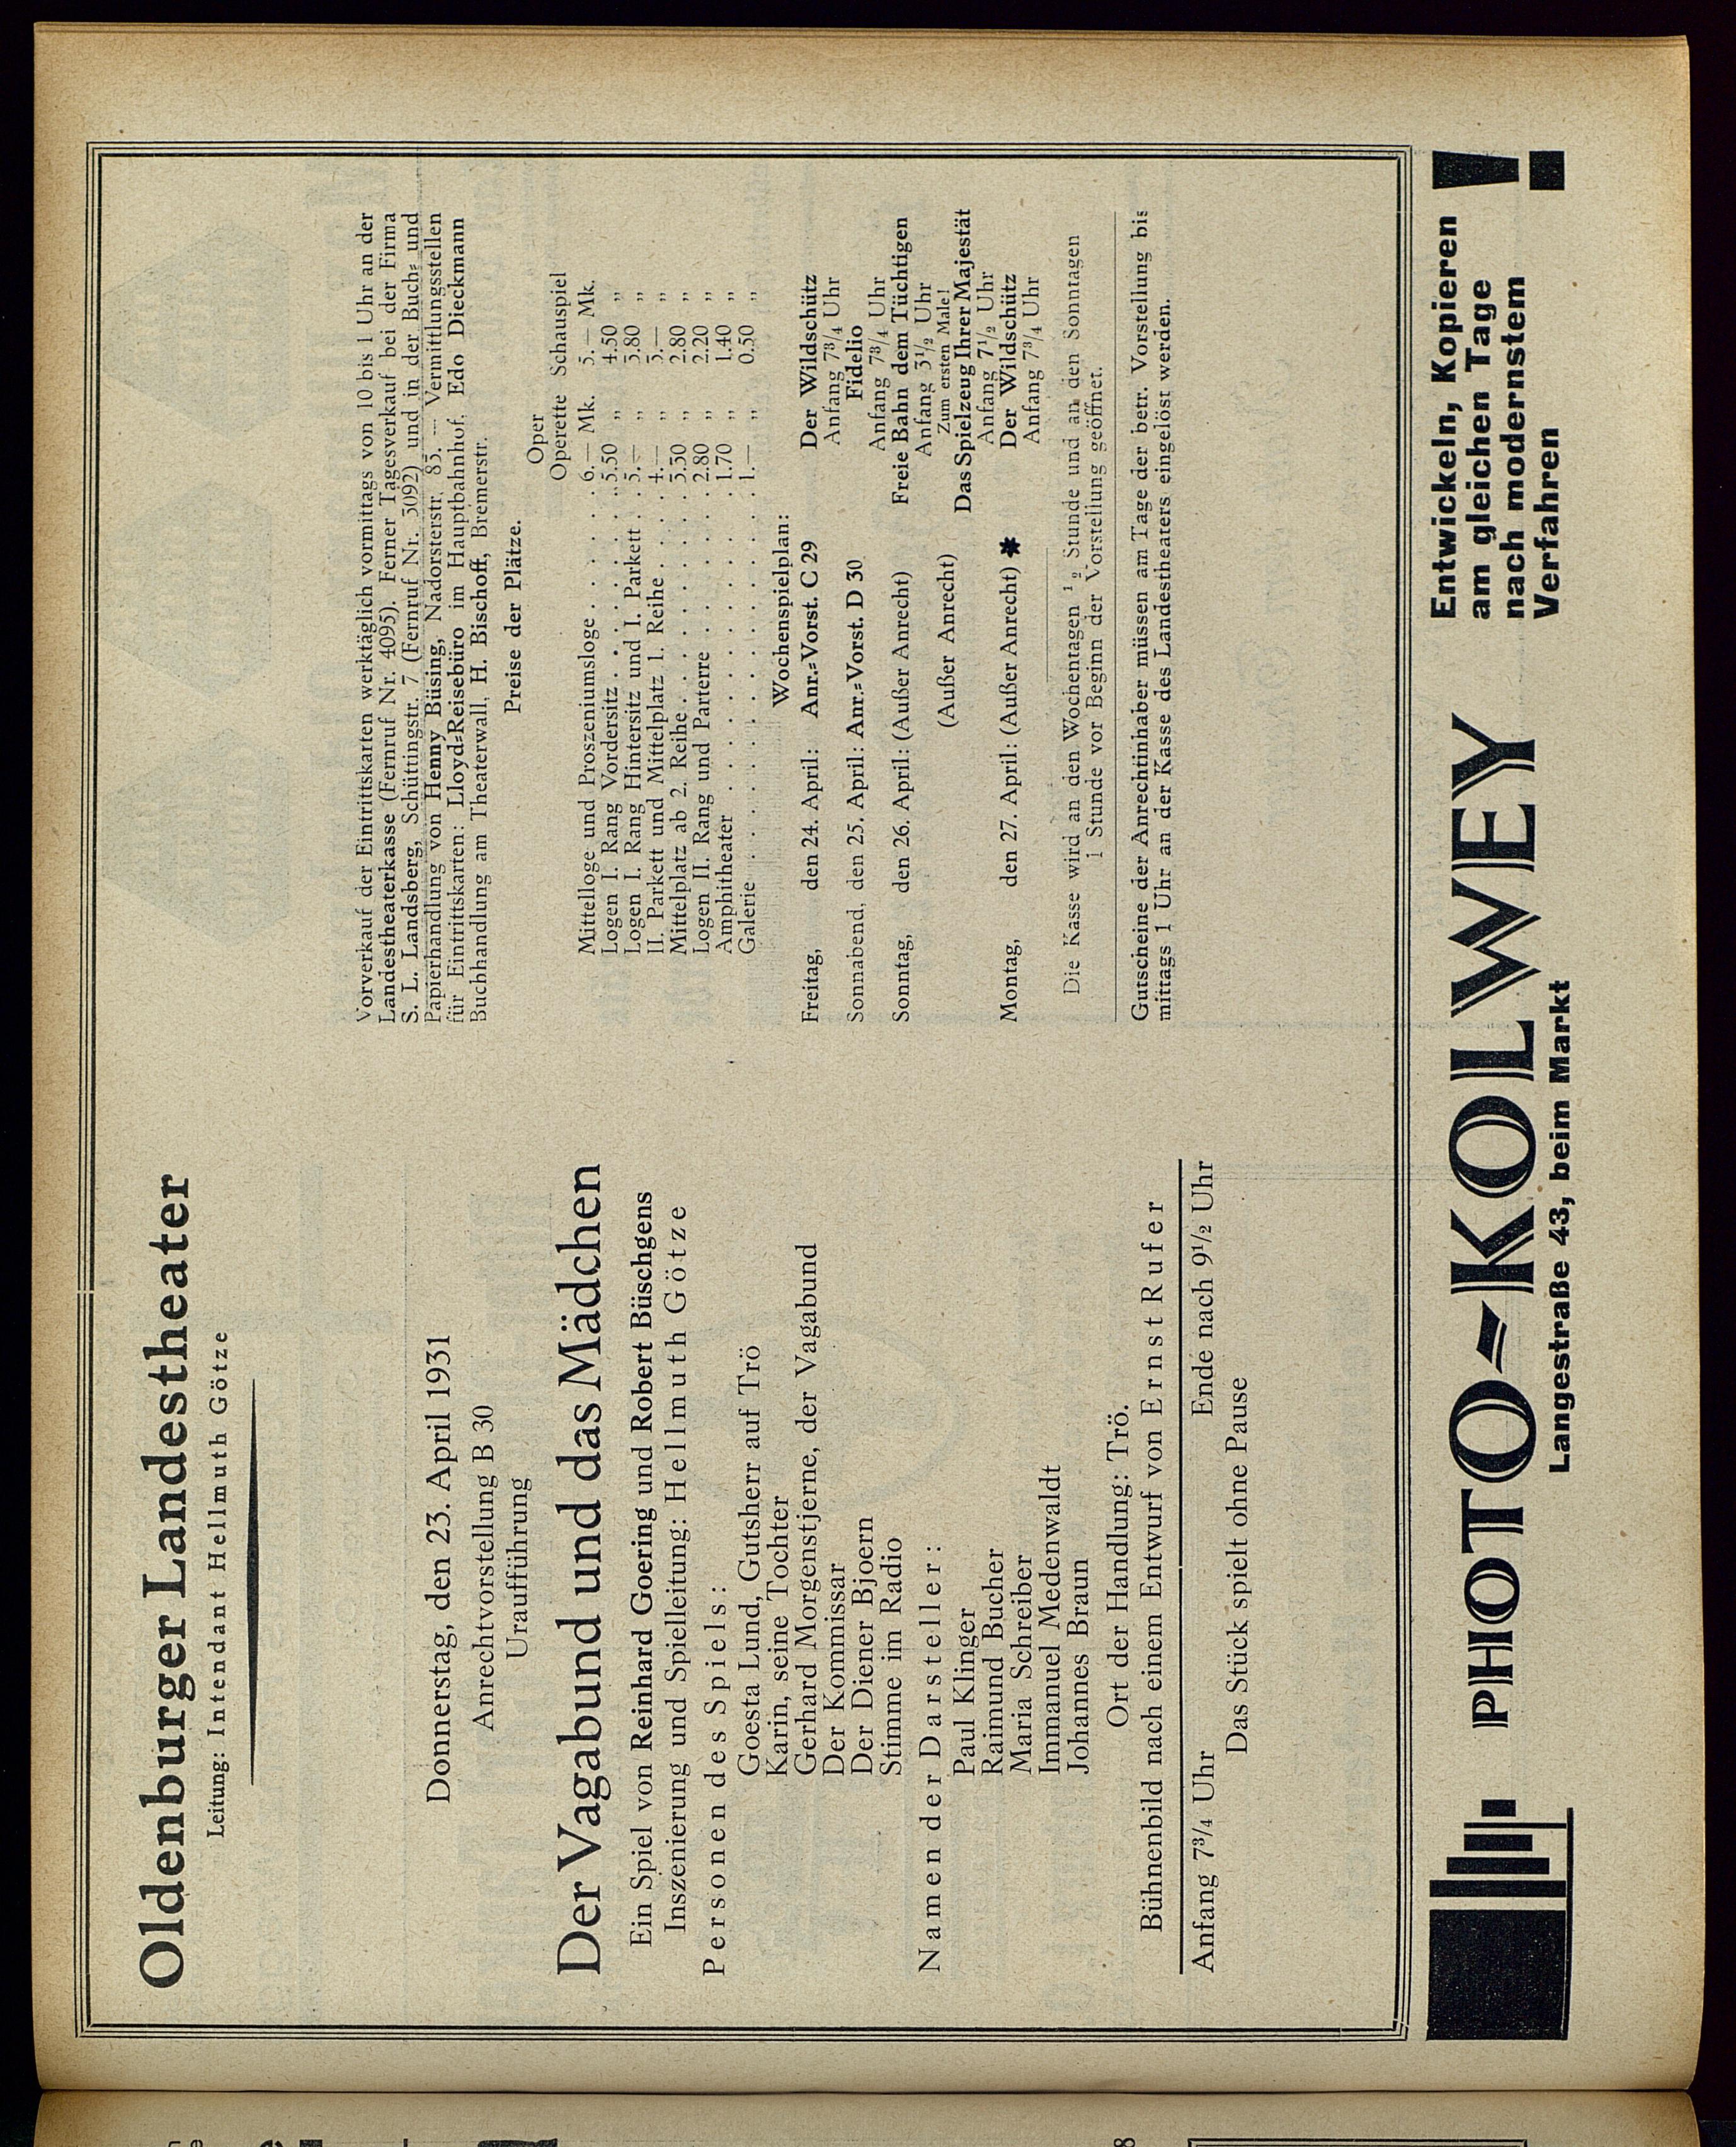 Oldenburger Landestheater
Leitung: Intendant Hellmuth Götze
Donnerstag, den 23. April 1931
Anrechtvorstellung B 30
Uraufführung
Der Vagabund und das Mädchen
Ein Spiel von Reinhard Goering und Robert Büschgens
Inszenierung und Spielleitung: Hellmuth Götze
Personen des Spiels:
Goesta Lund, Gutsherr auf Trö
Karin, seine Tochter
Gerhard Morgenstjerne, der Vagabund
Der Kommissar
Der Diener Bjoern
Stimme im Radio
Namen der Darsteller:
Paul Klinger
Raimund Bucher
Maria Schreiber
Immanuel Medenwaldt
Johannes Braun
Ort der Handlung: Trö.
Bühnenbild nach einem Entwurf von Ernst Rufer
Anfang 7¾ Uhr Ende nach 9½ Uhr
Das Stück spielt ohne Pause
Vorverkauf der Eintrittskarten werktäglich vormittags von 10 bis 1 Uhr an der
Landestheaterkasse (Fernruf Nr. 4095). Ferner Tagesverkauf bei der Firma
S. L. Landsberg, Schüttingstr. 7 (Fernruf Nr. 3092) und in der Buch- und
Papierhandlung von Henny Büsing, Nadorsterstr. 85. — Vermittlungsstellen
für Eintrittskarten: Lloyd-Reisebüro im Hauptbahnhof, Edo Dieckmann
Buchhandlung am Theaterwall, H. Bischoff, Bremerstr.
Preise der Plätze.
Oper
Operette Schauspiel
Mittelloge und Proszeniumsloge . . . . . . 6.— Mk. 5.— Mk.
Logen I. Rang Vordersitz . . . . . . . 5.50 „ 4.50 „
Logen I. Rang Hintersitz und I. Parkett . . 5.— „ 3.80 „
II. Parkett und Mittelplatz 1. Reihe . . . . 4.— „ 3.— „
Mittelplatz ab 2. Reihe . . . . . . . . 3.50 „ 2.80 „
Logen II. Rang und Parterre . . . . . . 2.80 „ 2.20 „
Amphitheater . . . . . . . . . . . 1.70 „ 1.40 „
Galerie . . . . . . . . . . . . . 1.— „ 0.50 „
Wochenspielplan:
Freitag, den 24. April: Anr.-Vorst. C 29 Der Wildschütz
Anfang 7¾ Uhr
Sonnabend, den 25. April: Anr.-Vorst. D 30 Fidelio
Anfang 7¾ Uhr
Sonntag, den 26. April: (Außer Anrecht) Freie Bahn dem Tüchtigen
Anfang 3½ Uhr
Zum ersten Male!
(Außer Anrecht) Das Spielzeug Ihrer Majestät
Anfang 7½ Uhr
Montag, den 27. April: (Außer Anrecht) ✱ Der Wildschütz
Anfang 7¾ Uhr
Die Kasse wird an den Wochentagen ½ Stunde und an den Sonntagen
1 Stunde vor Beginn der Vorstellung geöffnet.
Gutscheine der Anrechtinhaber müssen am Tage der betr. Vorstellung bis
mittags 1 Uhr an der Kasse des Landestheaters eingelöst werden.
PHOTO-KOLWEY
Langestraße 43, beim Markt
Entwickeln, Kopieren
am gleichen Tage
nach modernstem
Verfahren
!